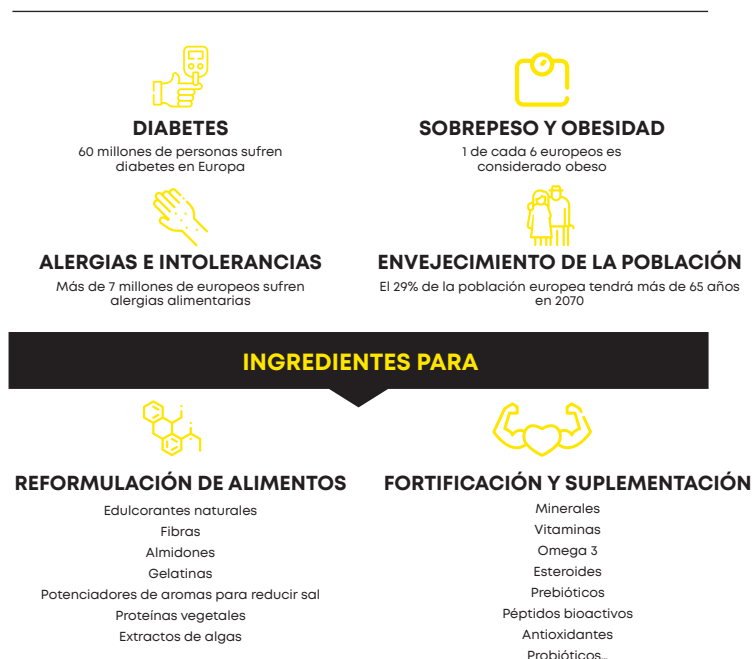 DIABETES
60 millones de personas sufren
diabetes en Europa
SOBREPESO Y OBESIDAD
1 de cada 6 europeos es
considerado obeso
ALERGIAS E INTOLERANCIAS
Más de 7 millones de europeos sufren
alergias alimentarias
ENVEJECIMIENTO DE LA POBLACIÓN
El 29% de la población europea tendrá más de 65 años
en 2070
INGREDIENTES PARA
REFORMULACIÓN DE ALIMENTOS
Edulcorantes naturales
Fibras
Almidones
Gelatinas
Potenciadores de aromas para reducir sal
Proteínas vegetales
Extractos de algas
FORTIFICACIÓN Y SUPLEMENTACIÓN
Minerales
Vitaminas
Omega 3
Esteroides
Prebióticos
Péptidos bioactivos
Antioxidantes
Probióticos…